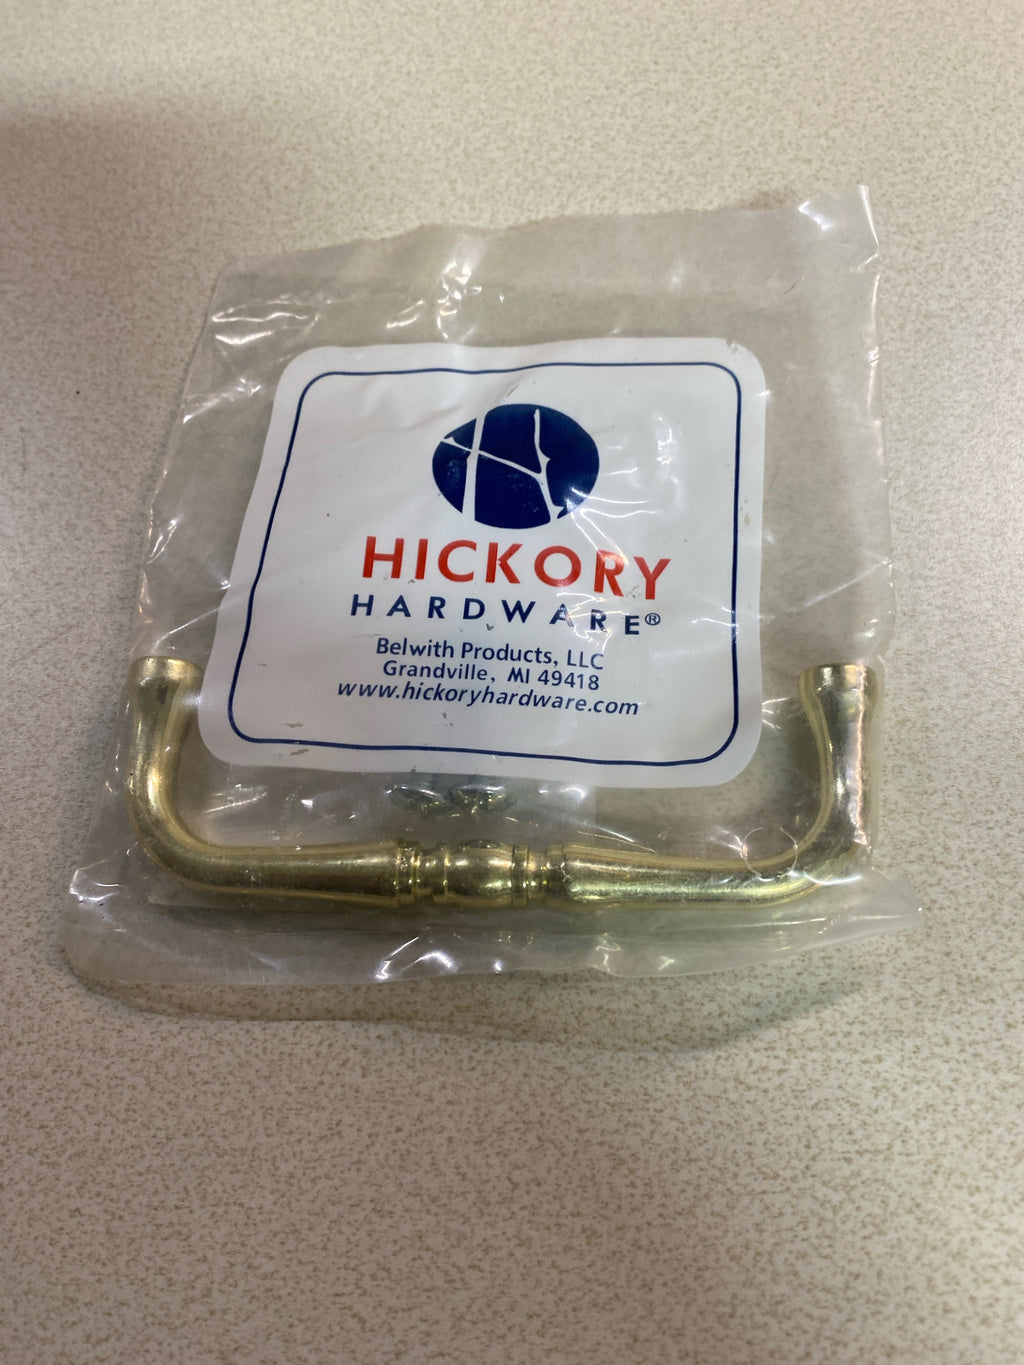 HICKORY
HARDWARE®
Belwith Products, LLC
Grandville, MI 49418
www.hickoryhardware.com